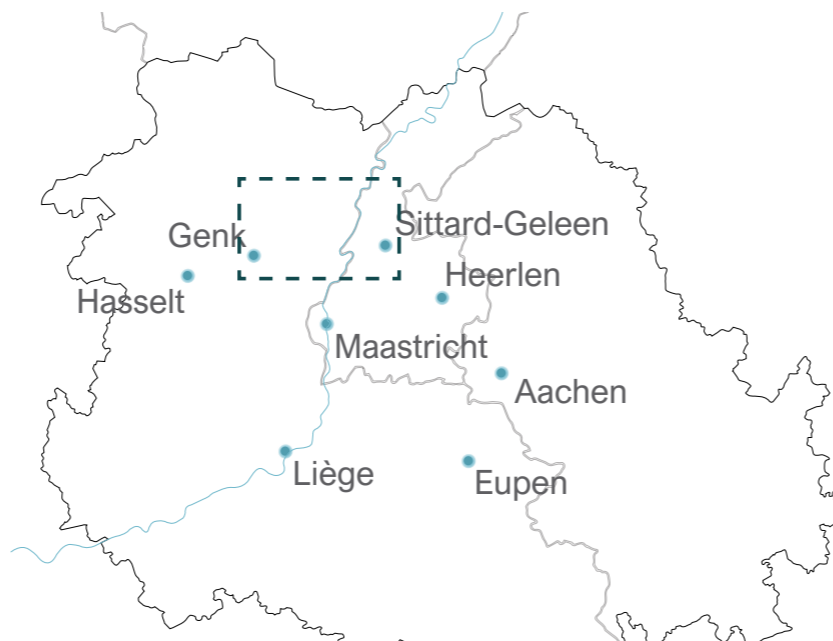 Sittard-Geleen
Genk
Heerlen
Hasselt
Maastricht
Aachen
Liège
Eupen